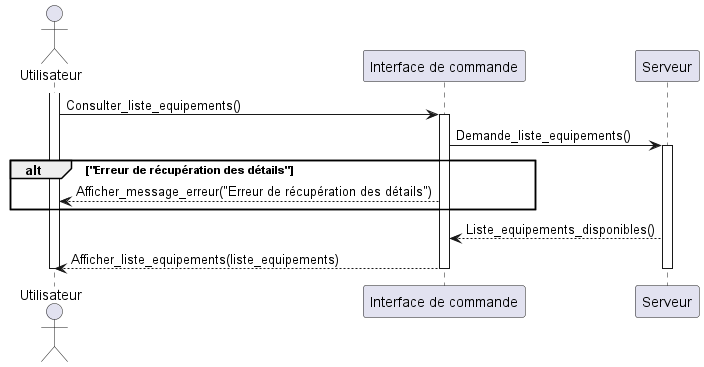 Utilisateur
Interface de commande
Serveur
Consulter_liste_equipements()
Demande_liste_equipements()
alt
["Erreur de récupération des détails"]
Afficher_message_erreur("Erreur de récupération des détails")
Liste_equipements_disponibles()
Afficher_liste_equipements(liste_equipements)
Utilisateur
Interface de commande
Serveur